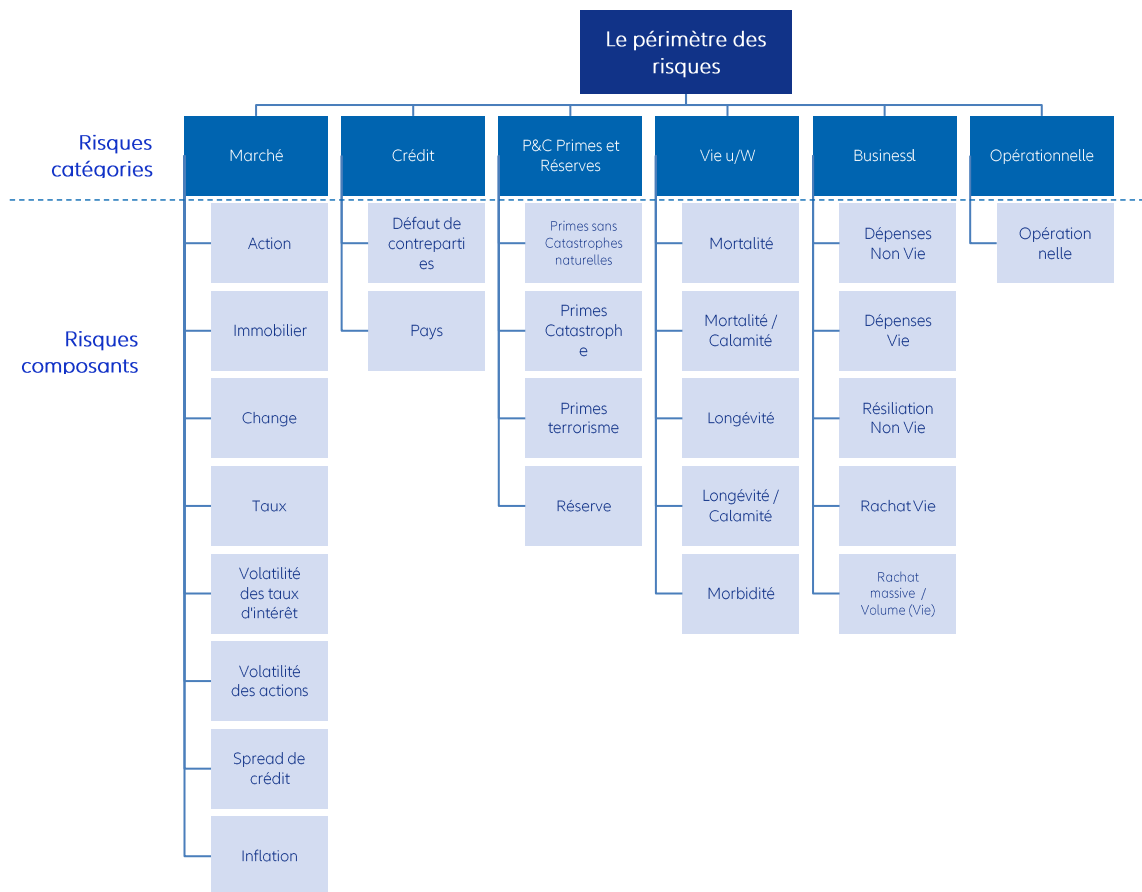 Le périmètre des
risques
Risques
catégories
Marché
Crédit
P&C Primes et
Réserves
Vie u/W
Businessl
Opérationnelle
Risques
composants
Action
Immobilier
Change
Taux
Volatilité
des taux
d'intérêt
Volatilité
des actions
Spread de
crédit
Inflation
Défaut de
contreparti
es
Pays
Primes sans
Catastrophes
naturelles
Primes
Catastroph
e
Primes
terrorisme
Réserve
Mortalité
Mortalité /
Calamité
Longévité
Longévité /
Calamité
Morbidité
Dépenses
Non Vie
Dépenses
Vie
Résiliation
Non Vie
Rachat Vie
Rachat
massive /
Volume (Vie)
Opération
nelle